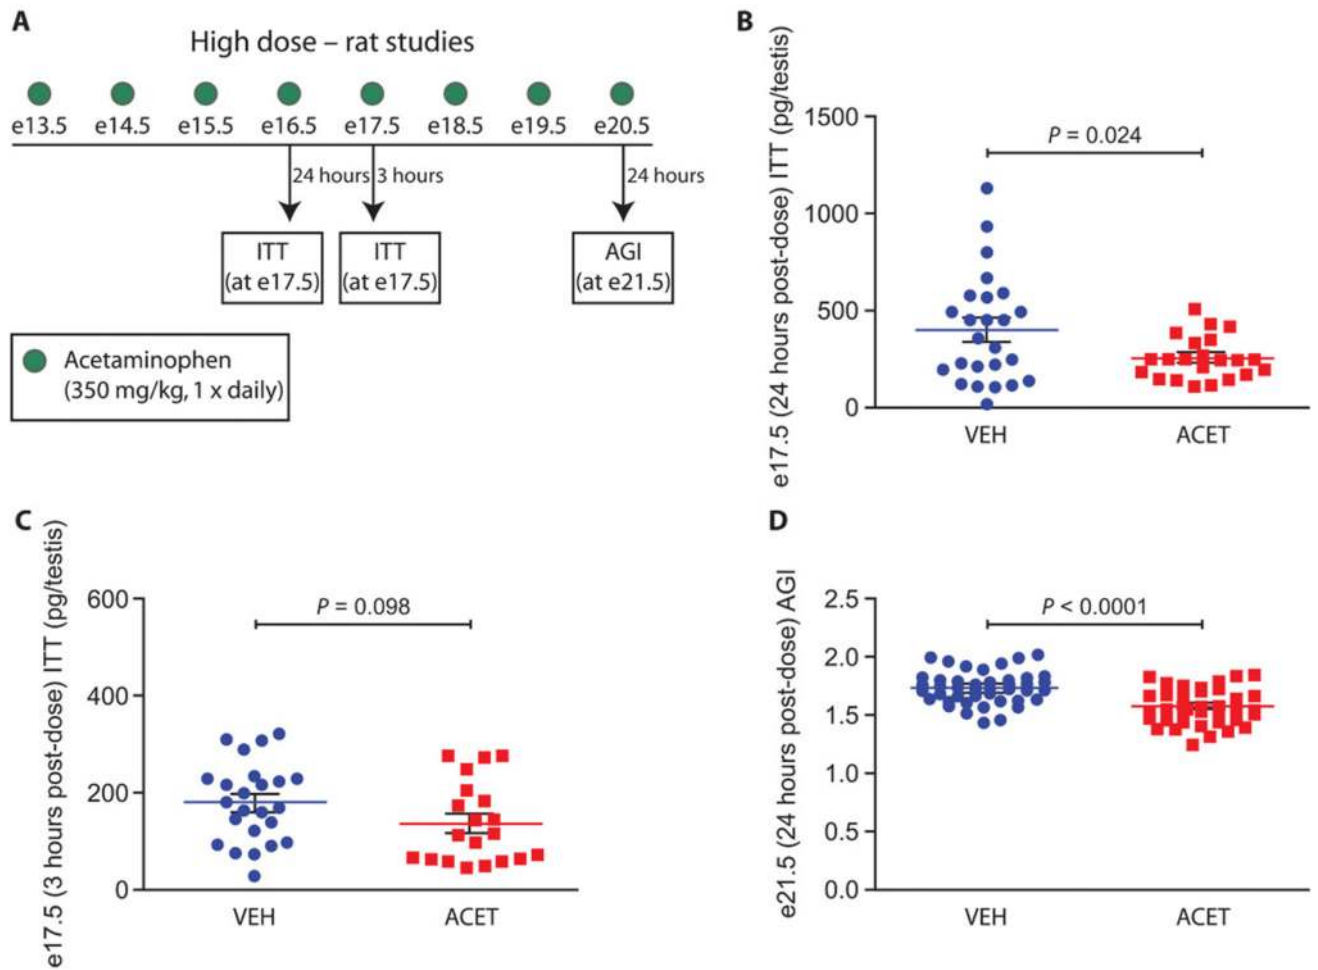 A
High dose – rat studies
e13.5 e14.5 e15.5 e16.5 e17.5 e18.5 e19.5 e20.5
24 hours 3 hours 24 hours
ITT
(at e17.5)
ITT
(at e17.5)
AGI
(at e21.5)
Acetaminophen
(350 mg/kg, 1 x daily)
B
e17.5 (24 hours post-dose) ITT (pg/testis)
1500
1000
500
0
P = 0.024
VEH ACET
C
e17.5 (3 hours post-dose) ITT (pg/testis)
600
400
200
0
P = 0.098
VEH ACET
D
e21.5 (24 hours post-dose) AGI
2.5
2.0
1.5
1.0
0.5
0.0
P < 0.0001
VEH ACET